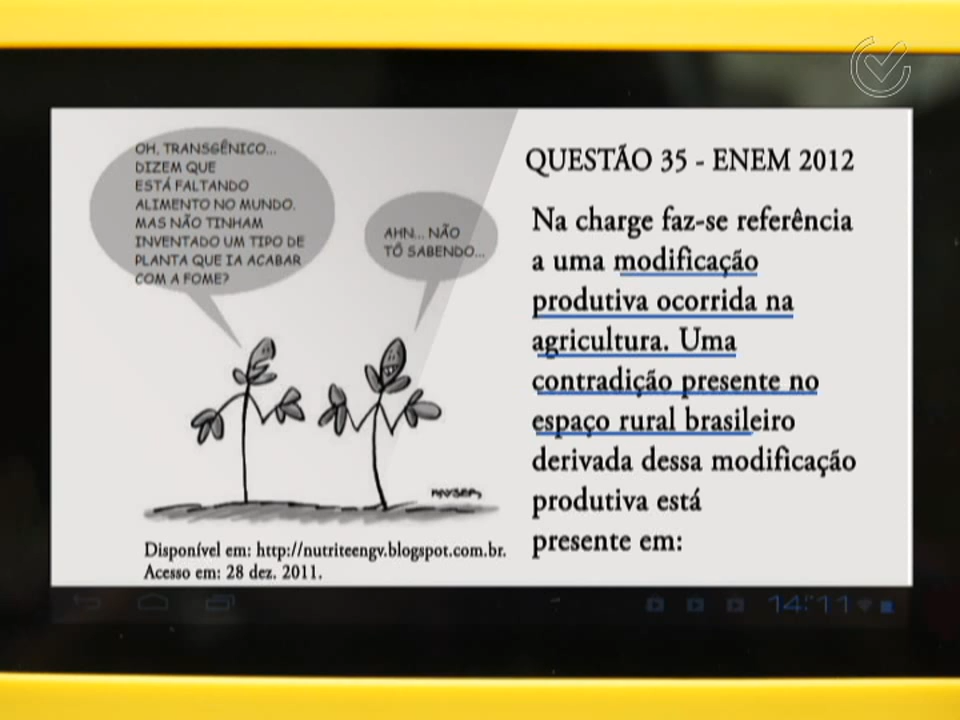 OH, TRANSGÊNICO...
DIZEM QUE
ESTÁ FALTANDO
ALIMENTO NO MUNDO.
MAS NÃO TINHAM
INVENTADO UM TIPO DE
PLANTA QUE IA ACABAR
COM A FOME?
AHN... NÃO
TÔ SABENDO...
Disponível em: http://nutriteengv.blogspot.com.br.
Acesso em: 28 dez. 2011.
QUESTÃO 35 - ENEM 2012
Na charge faz-se referência
a uma modificação
produtiva ocorrida na
agricultura. Uma
contradição presente no
espaço rural brasileiro
derivada dessa modificação
produtiva está
presente em:
14:11